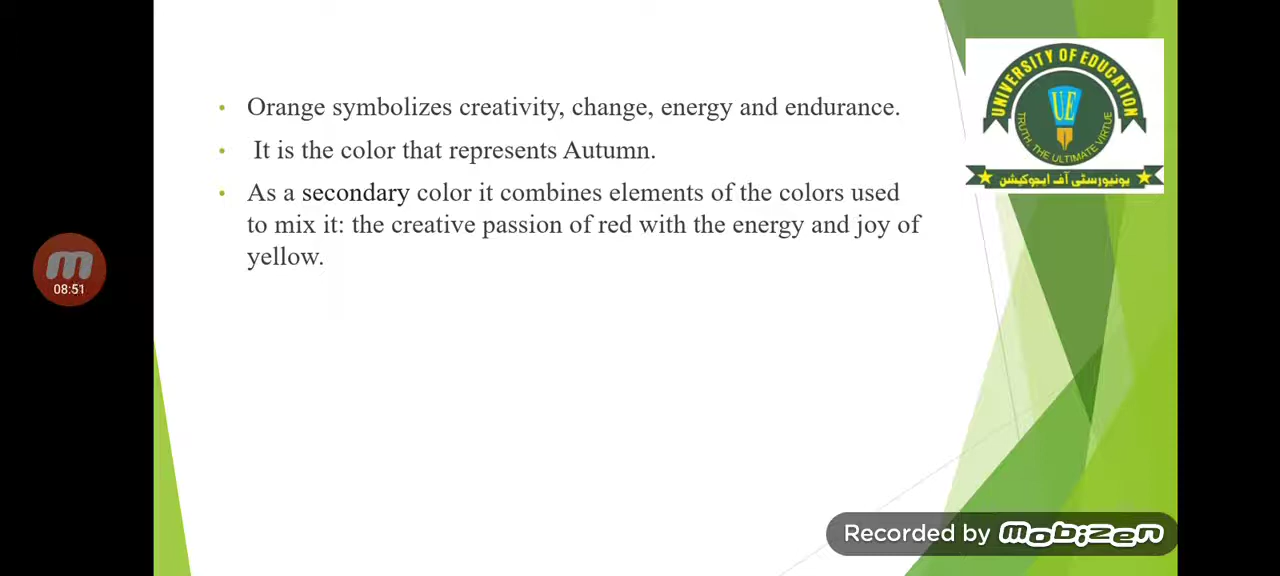 UNIVERSITY OF EDUCATION
UE
TRUTH, THE ULTIMATE VIRTUE
یونیورسٹی آف ایجوکیشن
• Orange symbolizes creativity, change, energy and endurance.
• It is the color that represents Autumn.
• As a secondary color it combines elements of the colors used
to mix it: the creative passion of red with the energy and joy of
yellow.
m
08:51
Recorded by mobizen